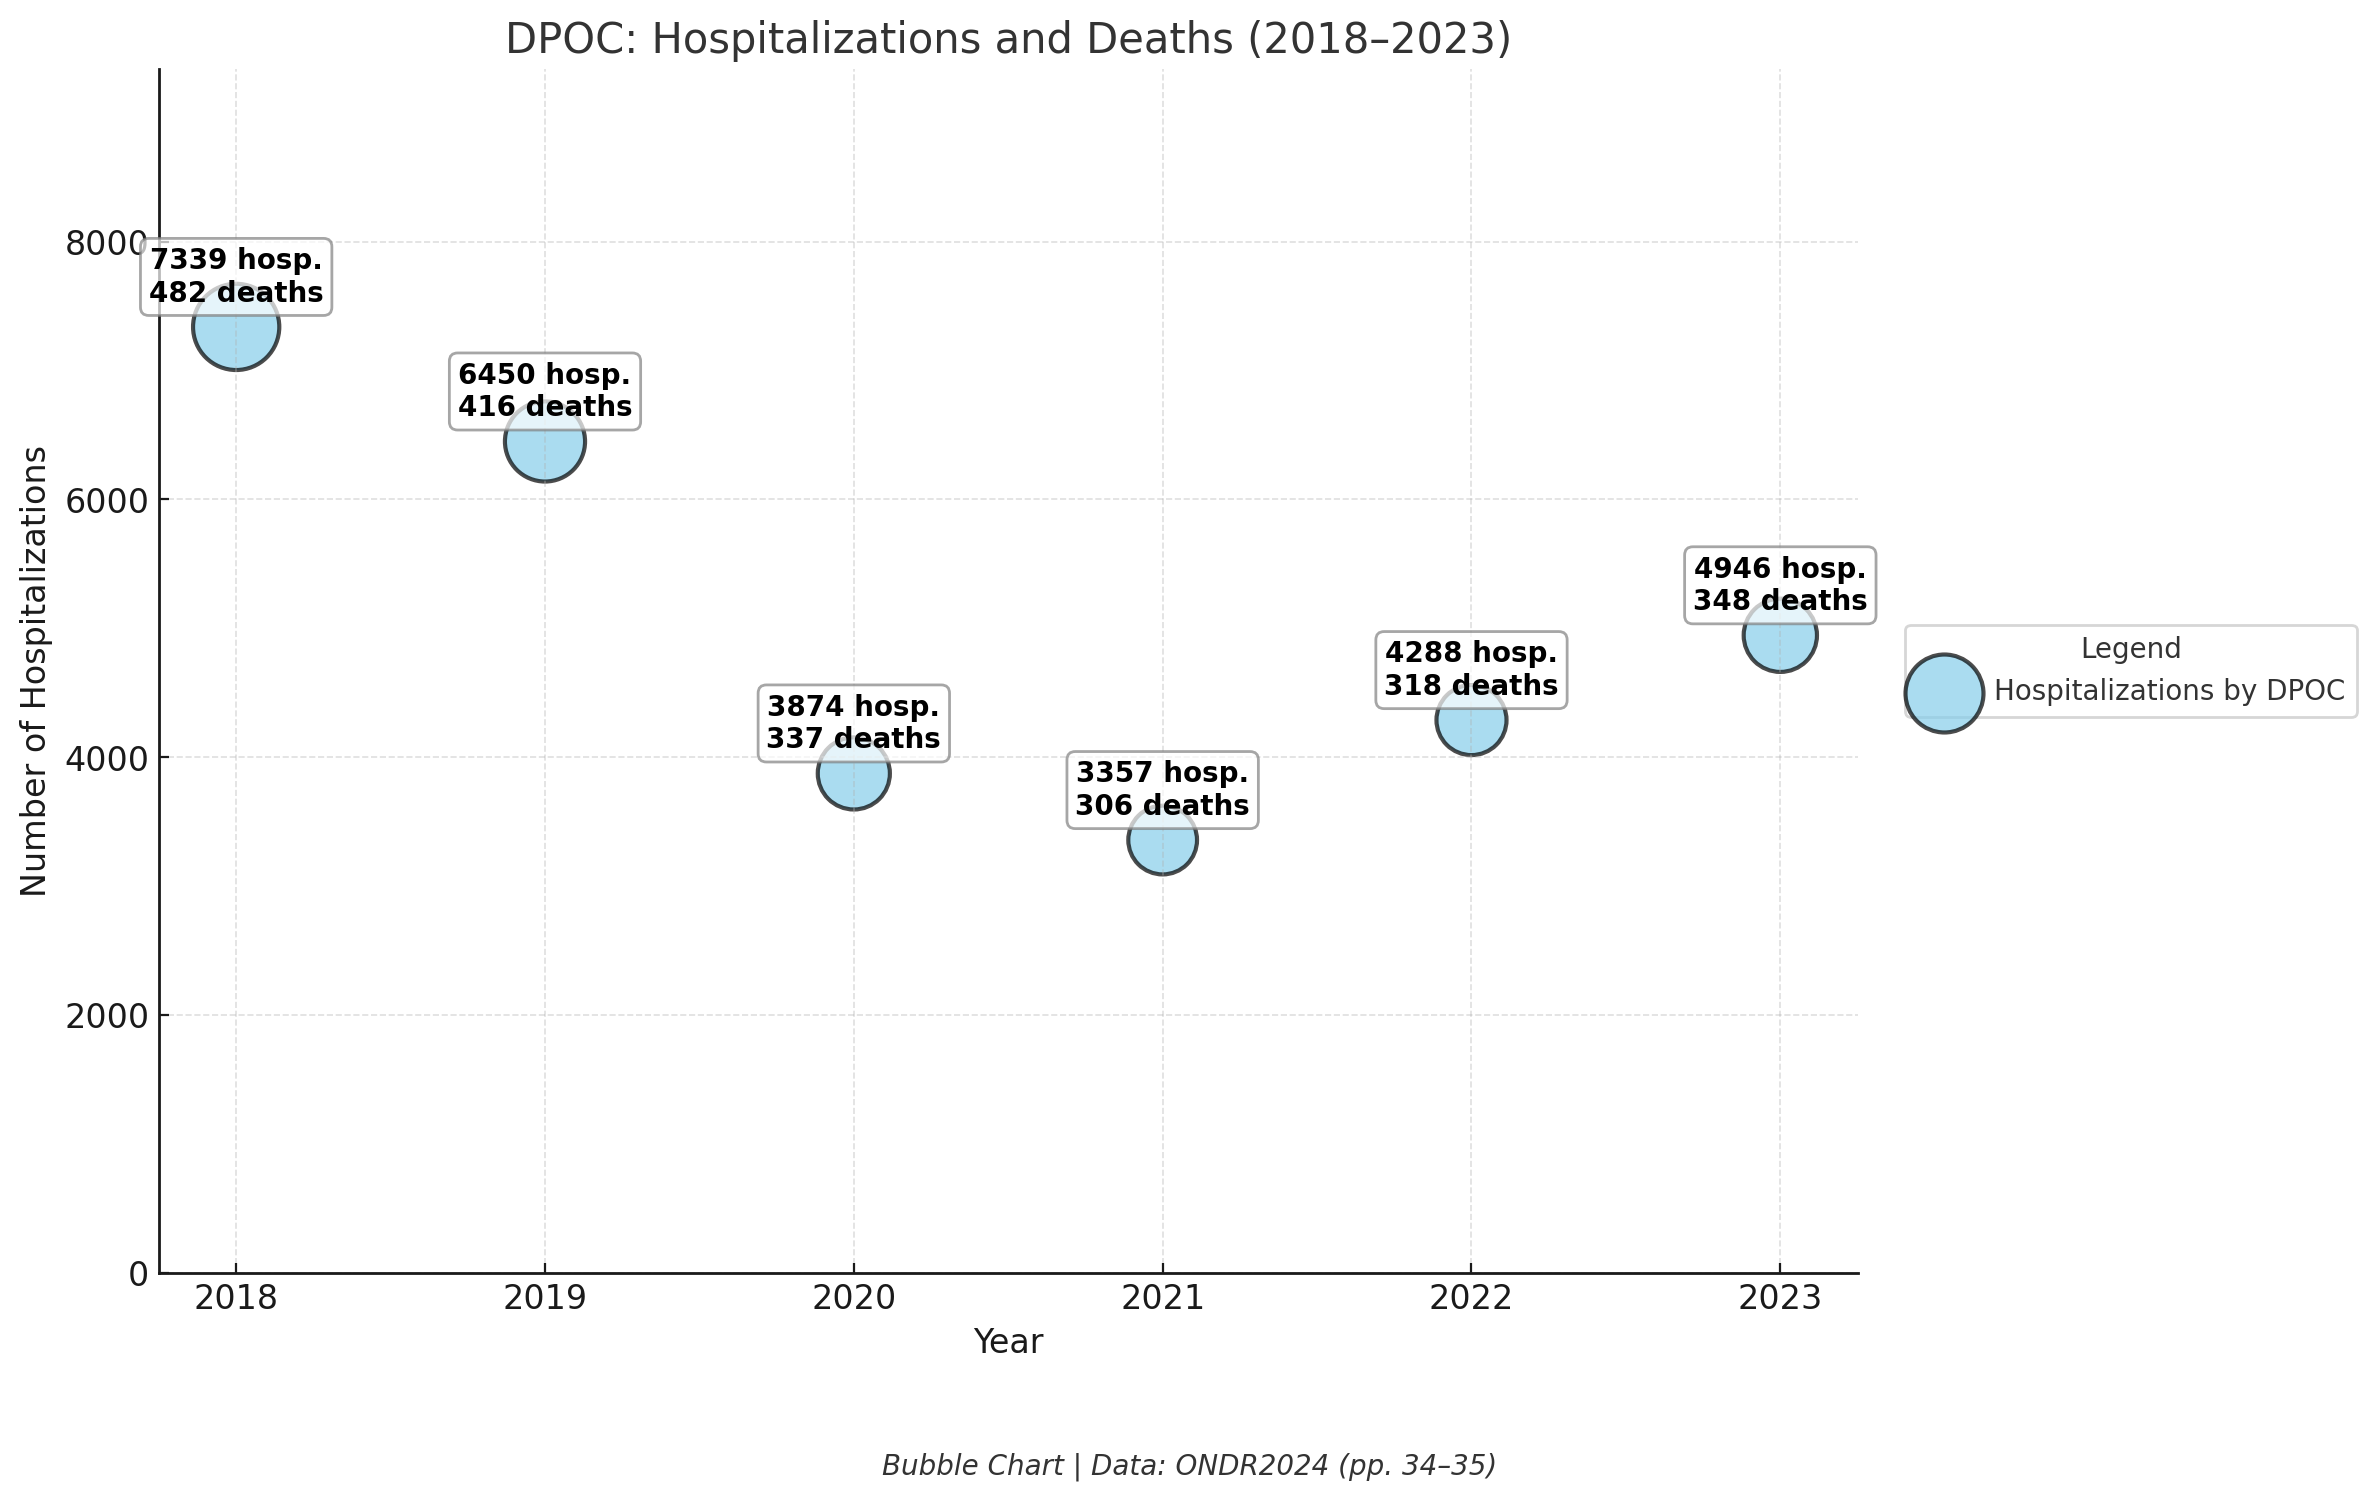 DPOC: Hospitalizations and Deaths (2018–2023)
Number of Hospitalizations
8000
6000
4000
2000
0
7339 hosp.
482 deaths
6450 hosp.
416 deaths
3874 hosp.
337 deaths
3357 hosp.
306 deaths
4288 hosp.
318 deaths
4946 hosp.
348 deaths
Legend
Hospitalizations by DPOC
2018 2019 2020 2021 2022 2023
Year
Bubble Chart | Data: ONDR2024 (pp. 34–35)